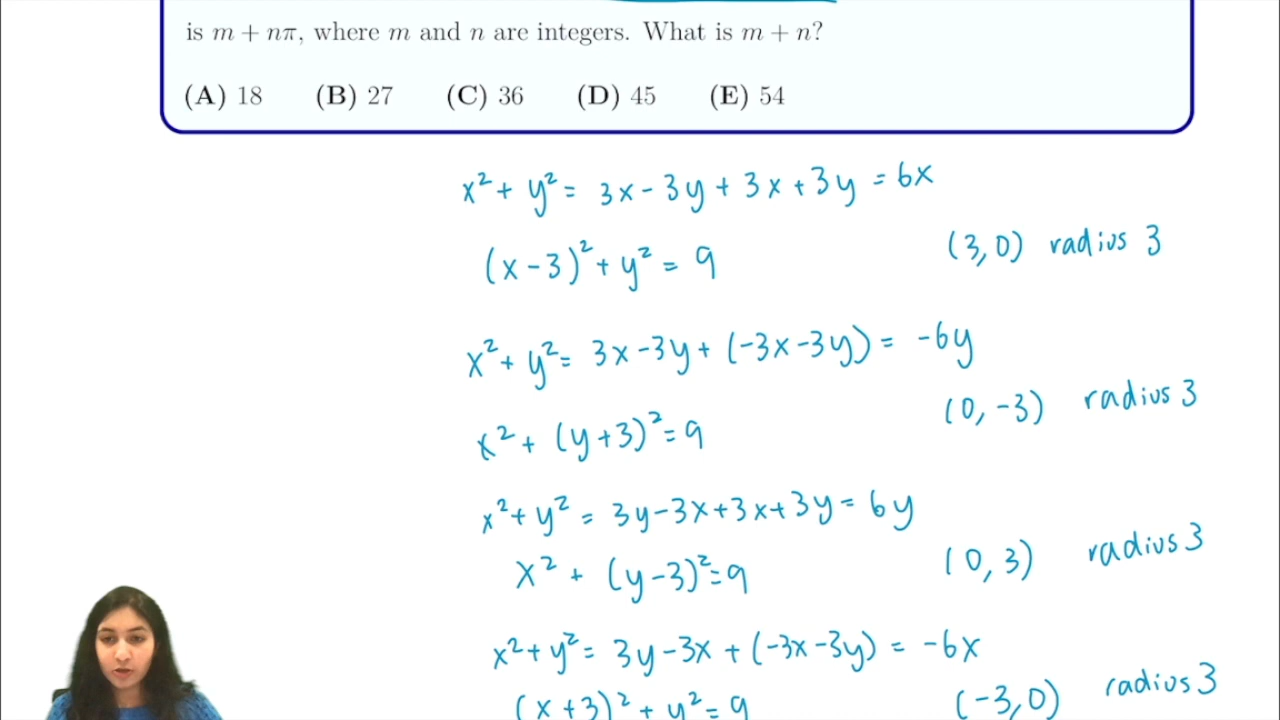 is m + nπ, where m and n are integers. What is m + n?
(A) 18 (B) 27 (C) 36 (D) 45 (E) 54
x² + y² = 3x - 3y + 3x + 3y = 6x
(x - 3)² + y² = 9 (3, 0) radius 3
x² + y² = 3x - 3y + (-3x - 3y) = -6y
x² + (y + 3)² = 9 (0, -3) radius 3
x² + y² = 3y - 3x + 3x + 3y = 6y
x² + (y - 3)² = 9 (0, 3) radius 3
x² + y² = 3y - 3x + (-3x - 3y) = -6x
(x + 3)² + y² = 9 (-3, 0) radius 3